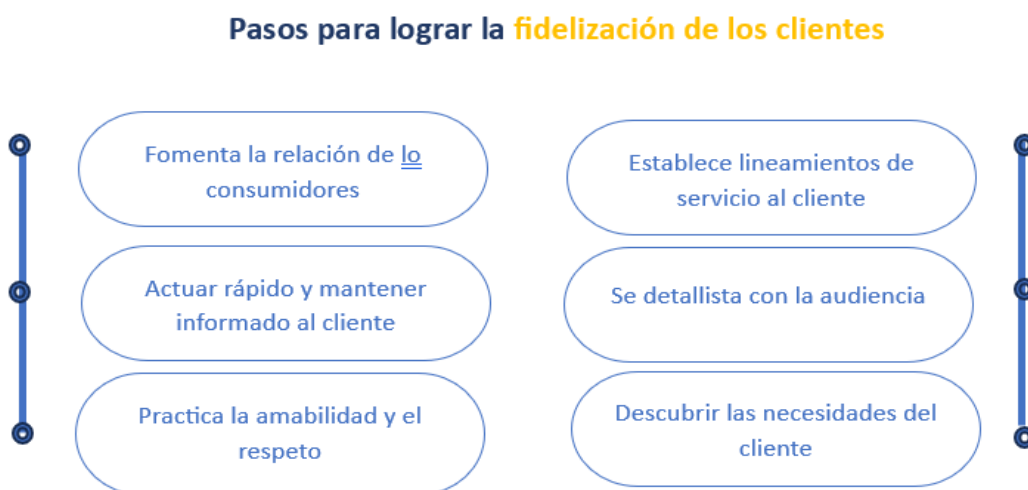 Pasos para lograr la fidelización de los clientes
Fomenta la relación de lo
consumidores
Actuar rápido y mantener
informado al cliente
Practica la amabilidad y el
respeto
Establece lineamientos de
servicio al cliente
Se detallista con la audiencia
Descubrir las necesidades del
cliente